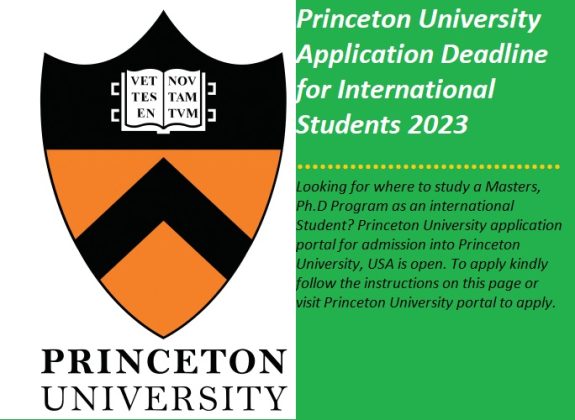 VET NOV
TES TAM
EN TVM
PRINCETON
UNIVERSITY
Princeton University
Application Deadline
for International
Students 2023
Looking for where to study a Masters,
Ph.D Program as an international
Student? Princeton University application
portal for admission into Princeton
University, USA is open. To apply kindly
follow the instructions on this page or
visit Princeton University portal to apply.